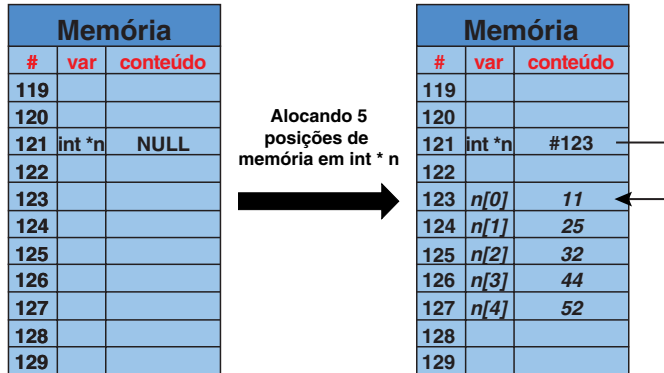 Memória
# var conteúdo
119
120
121 int *n NULL
122
123
124
125
126
127
128
129
Alocando 5
posições de
memória em int * n
Memória
# var conteúdo
119
120
121 int *n #123
122
123 n[0] 11
124 n[1] 25
125 n[2] 32
126 n[3] 44
127 n[4] 52
128
129